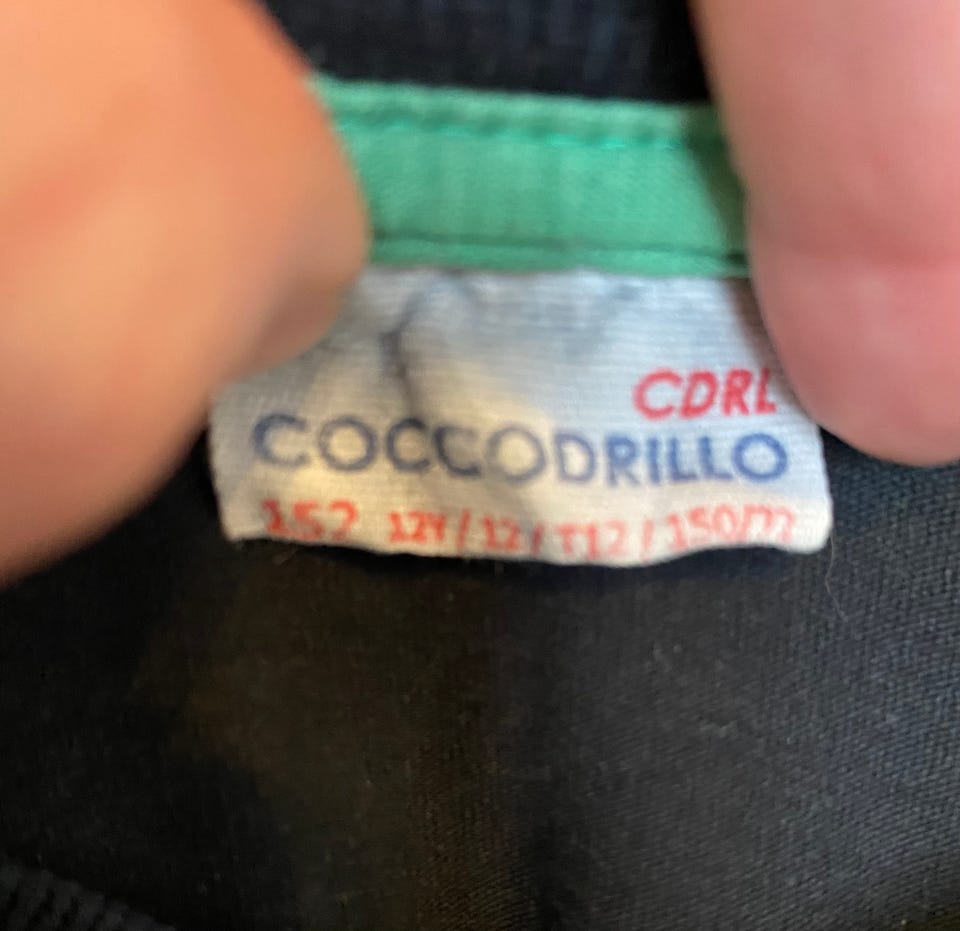 CDRL
COCCODRILLO
152 12Y / 12 / T12 / 150/72